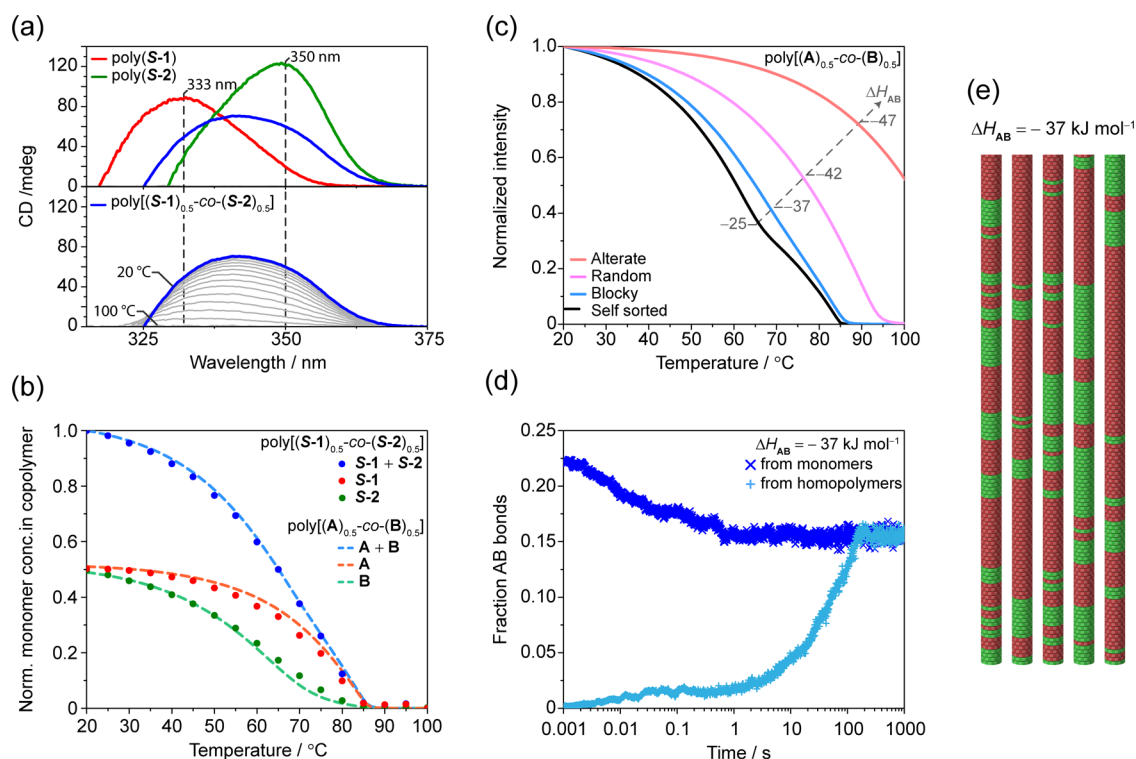 (a)
poly(S-1)
poly(S-2)
350 nm
333 nm
120
80
40
0
CD /mdeg
poly[(S-1)0.5-co-(S-2)0.5]
120
80
40
0
20 °C
100 °C
325
350
375
Wavelength / nm
(b)
Norm. monomer conc.in copolymer
1.0
0.8
0.6
0.4
0.2
0
poly[(S-1)0.5-co-(S-2)0.5]
S-1 + S-2
S-1
S-2
poly[(A)0.5-co-(B)0.5]
A + B
A
B
20 30 40 50 60 70 80 90 100
Temperature / °C
(c)
Normalized intensity
1.0
0.8
0.6
0.4
0.2
0
poly[(A)0.5-co-(B)0.5]
ΔHAB
−47
−42
−37
−25
Alterate
Random
Blocky
Self sorted
20 30 40 50 60 70 80 90 100
Temperature / °C
(d)
Fraction AB bonds
0.25
0.20
0.15
0.10
0.05
0
ΔHAB = − 37 kJ mol⁻¹
from monomers
from homopolymers
0.001 0.01 0.1 1 10 100 1000
Time / s
(e)
ΔHAB = − 37 kJ mol⁻¹